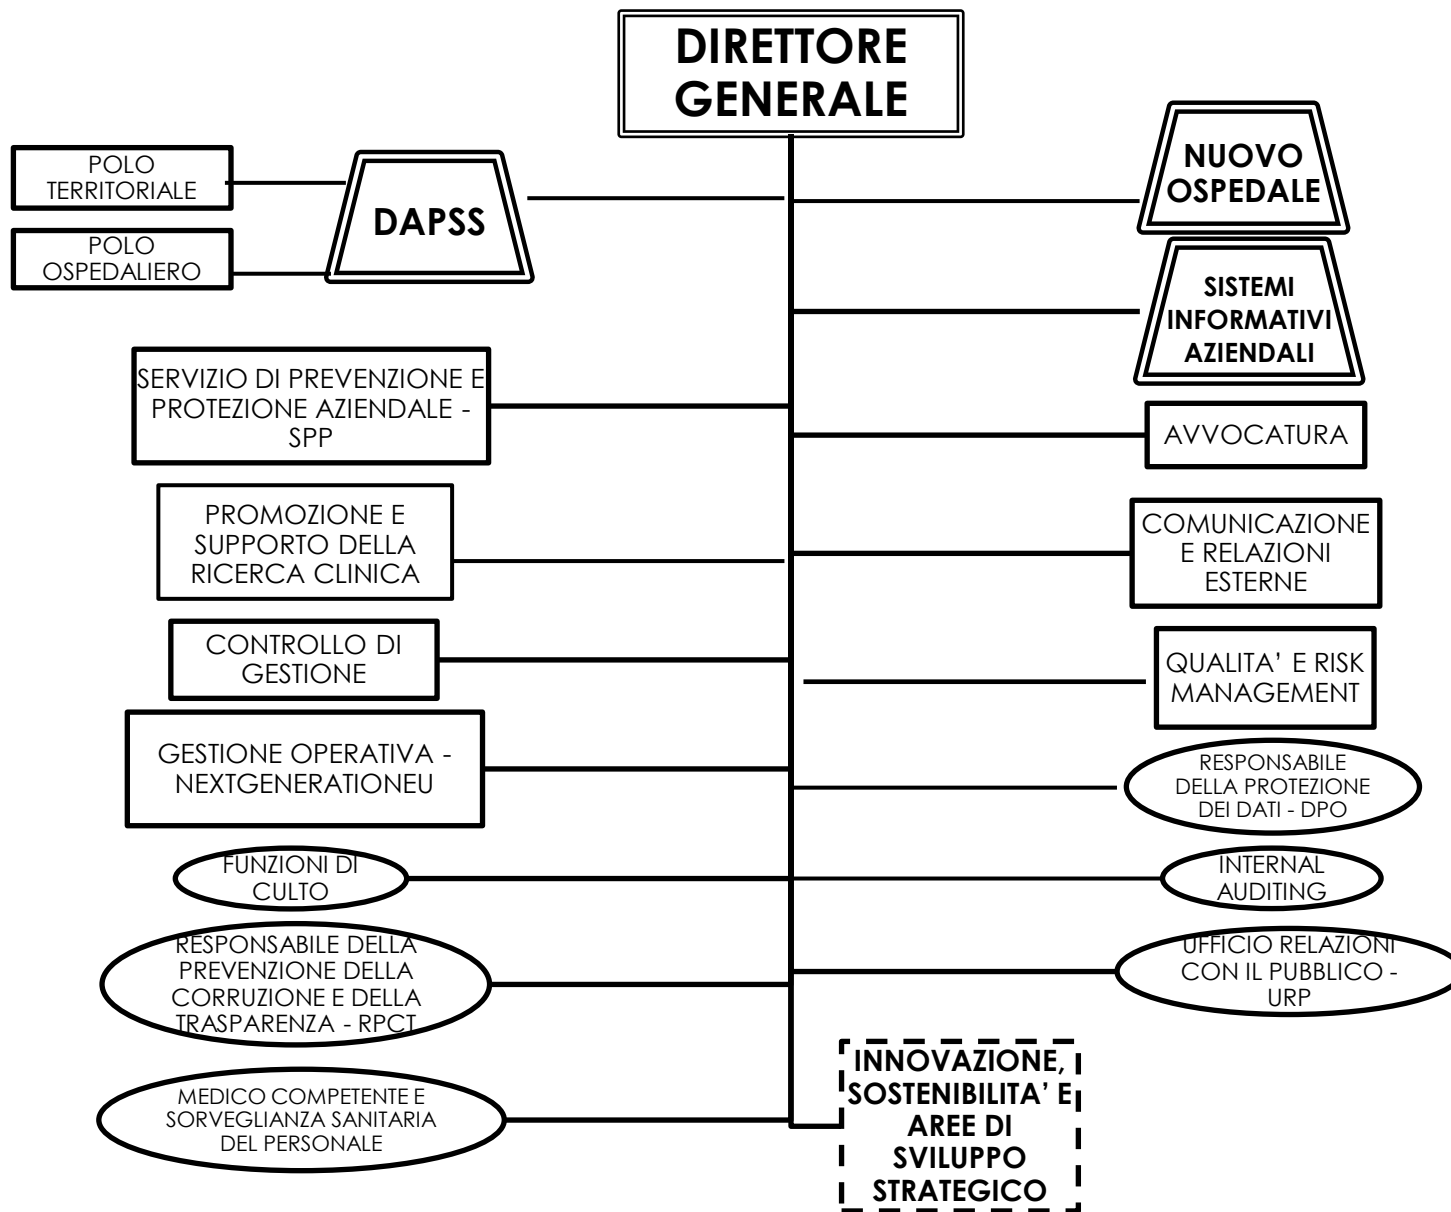 DIRETTORE
GENERALE
POLO
TERRITORIALE
POLO
OSPEDALIERO
DAPSS
NUOVO
OSPEDALE
SISTEMI
INFORMATIVI
AZIENDALI
SERVIZIO DI PREVENZIONE E
PROTEZIONE AZIENDALE -
SPP
AVVOCATURA
PROMOZIONE E
SUPPORTO DELLA
RICERCA CLINICA
COMUNICAZIONE
E RELAZIONI
ESTERNE
CONTROLLO DI
GESTIONE
QUALITA’ E RISK
MANAGEMENT
GESTIONE OPERATIVA -
NEXTGENERATIONEU
RESPONSABILE
DELLA PROTEZIONE
DEI DATI - DPO
FUNZIONI DI
CULTO
INTERNAL
AUDITING
RESPONSABILE DELLA
PREVENZIONE DELLA
CORRUZIONE E DELLA
TRASPARENZA - RPCT
UFFICIO RELAZIONI
CON IL PUBBLICO -
URP
MEDICO COMPETENTE E
SORVEGLIANZA SANITARIA
DEL PERSONALE
INNOVAZIONE,
SOSTENIBILITA’ E
AREE DI
SVILUPPO
STRATEGICO